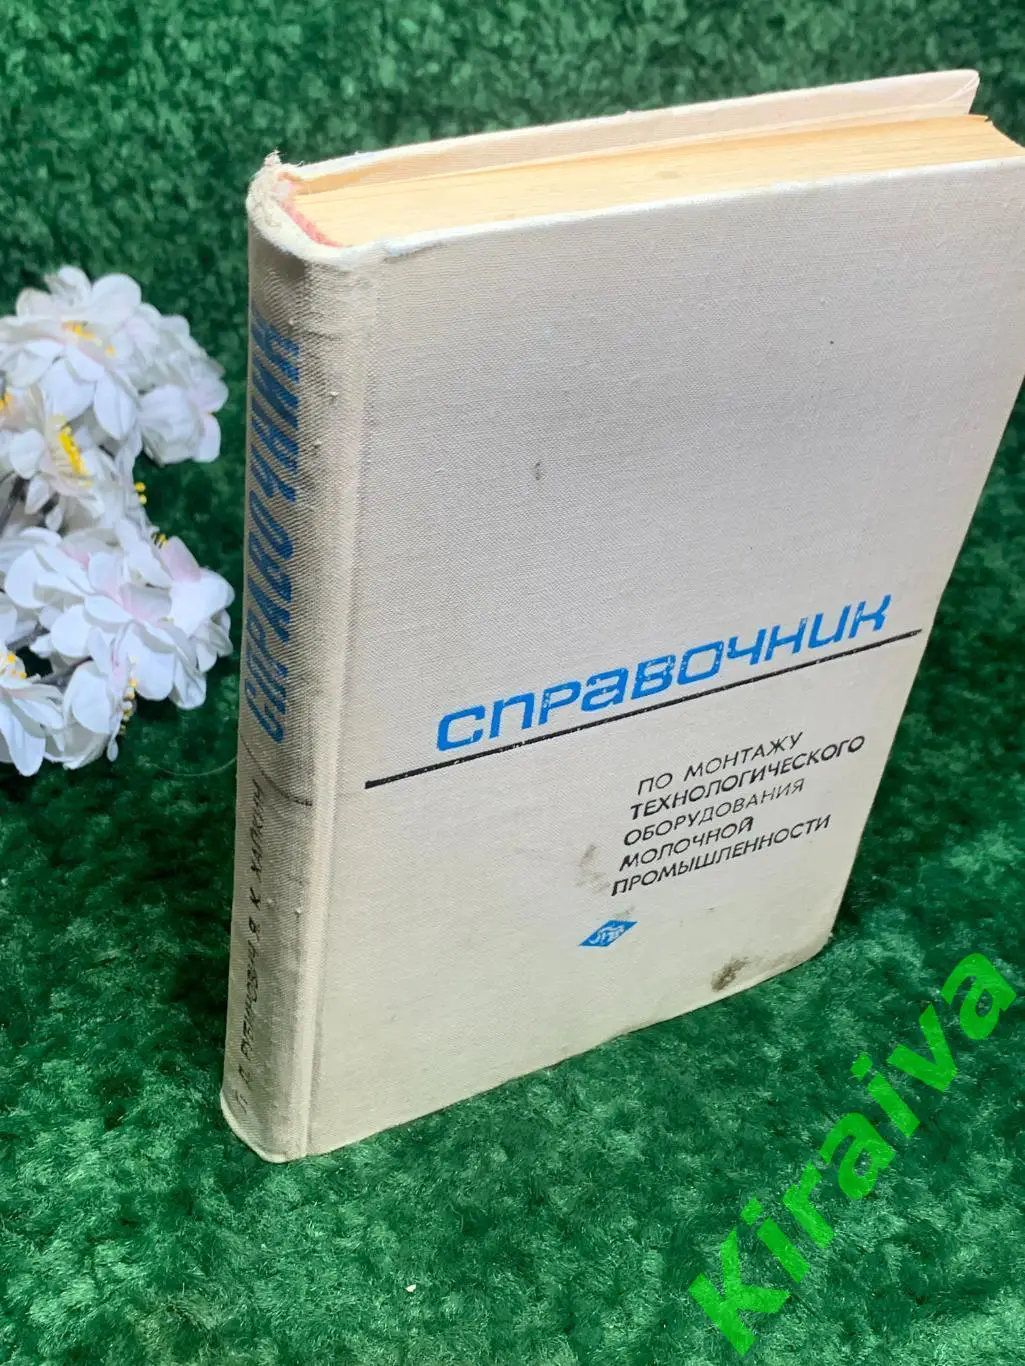 СПРАВОЧНИК
СПРАВОЧНИК
ПО МОНТАЖУ
ТЕХНОЛОГИЧЕСКОГО
ОБОРУДОВАНИЯ
МОЛОЧНОЙ
ПРОМЫШЛЕННОСТИ
Kiraiva